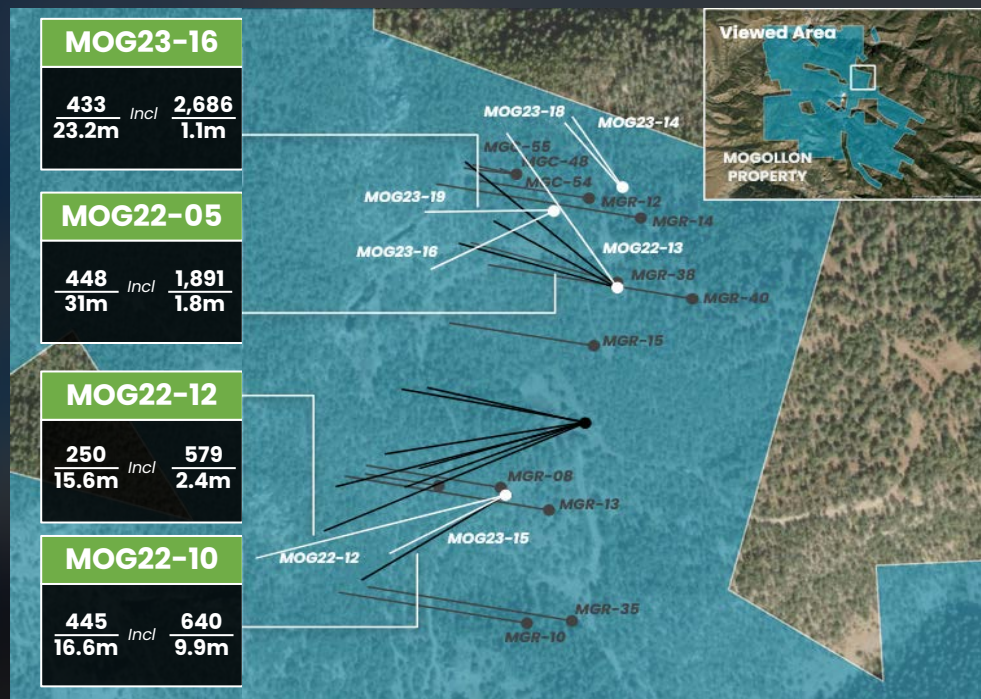 MOG23-16
433 Incl 2,686
23.2m 1.1m
MOG22-05
448 Incl 1,891
31m 1.8m
MOG22-12
250 Incl 579
15.6m 2.4m
MOG22-10
445 Incl 640
16.6m 9.9m
Viewed Area
MOGOLLON
PROPERTY
MOG23-18
MOG23-14
MGC-55
MGC-48
MGC-54
MOG23-19
MGR-12
MGR-14
MOG23-16
MOG22-13
MGR-38
MGR-40
MGR-15
MGR-08
MGR-13
MOG22-12
MOG23-15
MGR-35
MGR-10